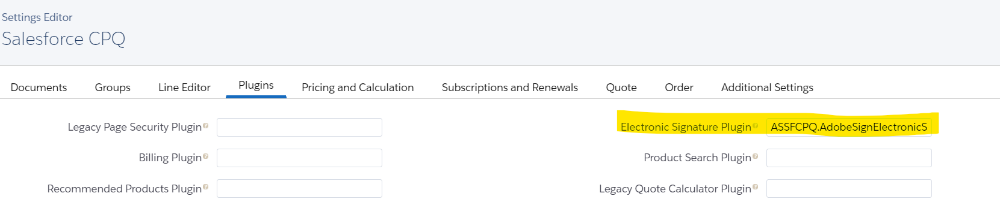 Settings Editor
Salesforce CPQ
Documents Groups Line Editor Plugins Pricing and Calculation Subscriptions and Renewals Quote Order Additional Settings
Legacy Page Security Plugin ? Electronic Signature Plugin ? ASSFCPQ.AdobeSignElectronicS
Billing Plugin ? Product Search Plugin ?
Recommended Products Plugin ? Legacy Quote Calculator Plugin ?